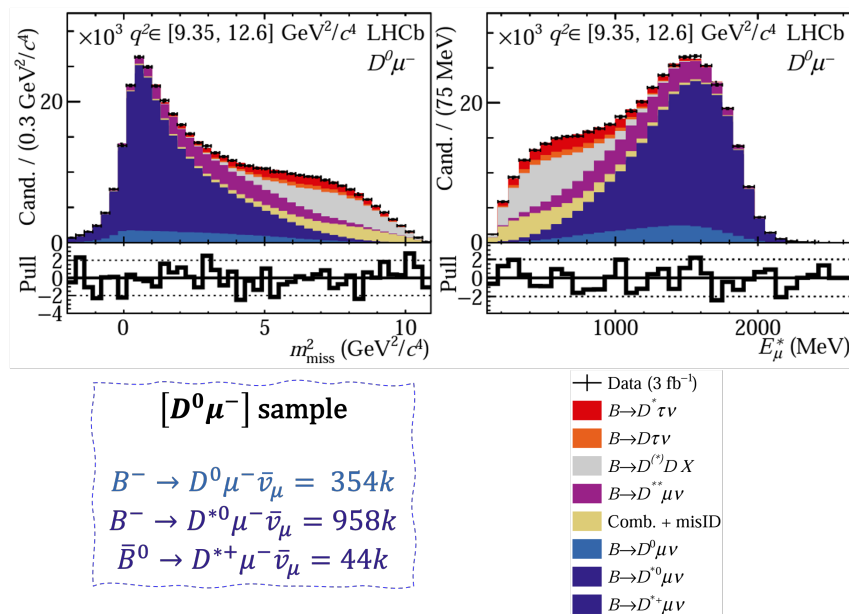 ×10³ q² ∈ [9.35, 12.6] GeV²/c⁴ LHCb
D⁰μ⁻
Cand. / (0.3 GeV²/c⁴)
20
0
Pull
2
0
−2
−4
0
5
10
m²miss (GeV²/c⁴)
×10³ q² ∈ [9.35, 12.6] GeV²/c⁴ LHCb
D⁰μ⁻
Cand. / (75 MeV)
20
0
Pull
2
0
−2
1000
2000
E*μ (MeV)
[D⁰μ⁻] sample
B⁻ → D⁰μ⁻ν̄μ = 354k
B⁻ → D*⁰μ⁻ν̄μ = 958k
B̄⁰ → D*⁺μ⁻ν̄μ = 44k
Data (3 fb⁻¹)
B→D*τν
B→Dτν
B→D⁽*⁾D X
B→D**μν
Comb. + misID
B→D⁰μν
B→D*⁰μν
B→D*⁺μν